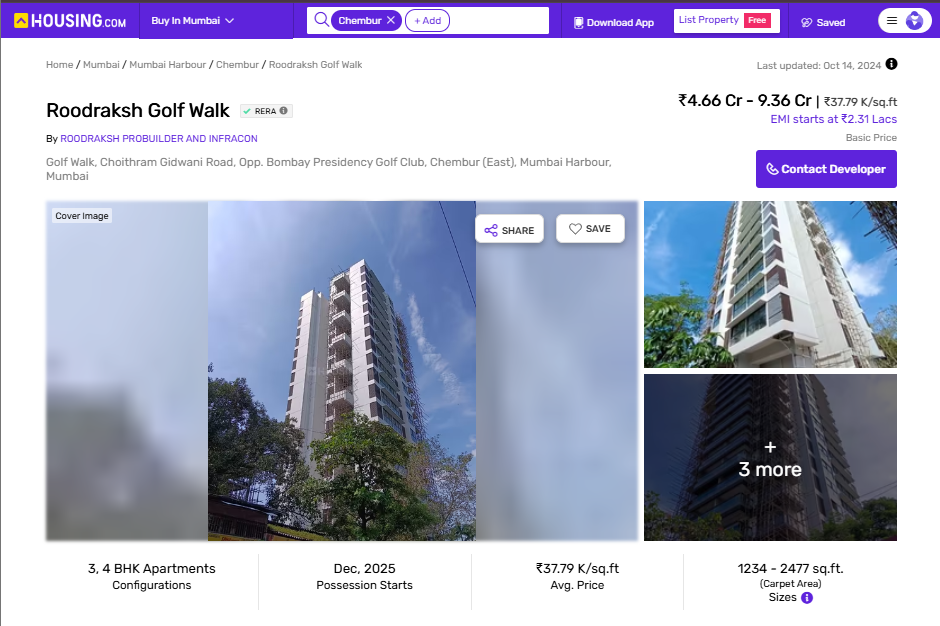 HOUSING.COM
Buy In Mumbai
Chembur
+ Add
Download App
List Property Free
Saved
Home / Mumbai / Mumbai Harbour / Chembur / Roodraksh Golf Walk
Last updated: Oct 14, 2024
Roodraksh Golf Walk
RERA
₹4.66 Cr - 9.36 Cr | ₹37.79 K/sq.ft
EMI starts at ₹2.31 Lacs
By ROODRAKSH PROBUILDER AND INFRACON
Basic Price
Golf Walk, Choithram Gidwani Road, Opp. Bombay Presidency Golf Club, Chembur (East), Mumbai Harbour,
Mumbai
Contact Developer
Cover Image
SHARE
SAVE
+
3 more
3, 4 BHK Apartments
Configurations
Dec, 2025
Possession Starts
₹37.79 K/sq.ft
Avg. Price
1234 - 2477 sq.ft.
(Carpet Area)
Sizes